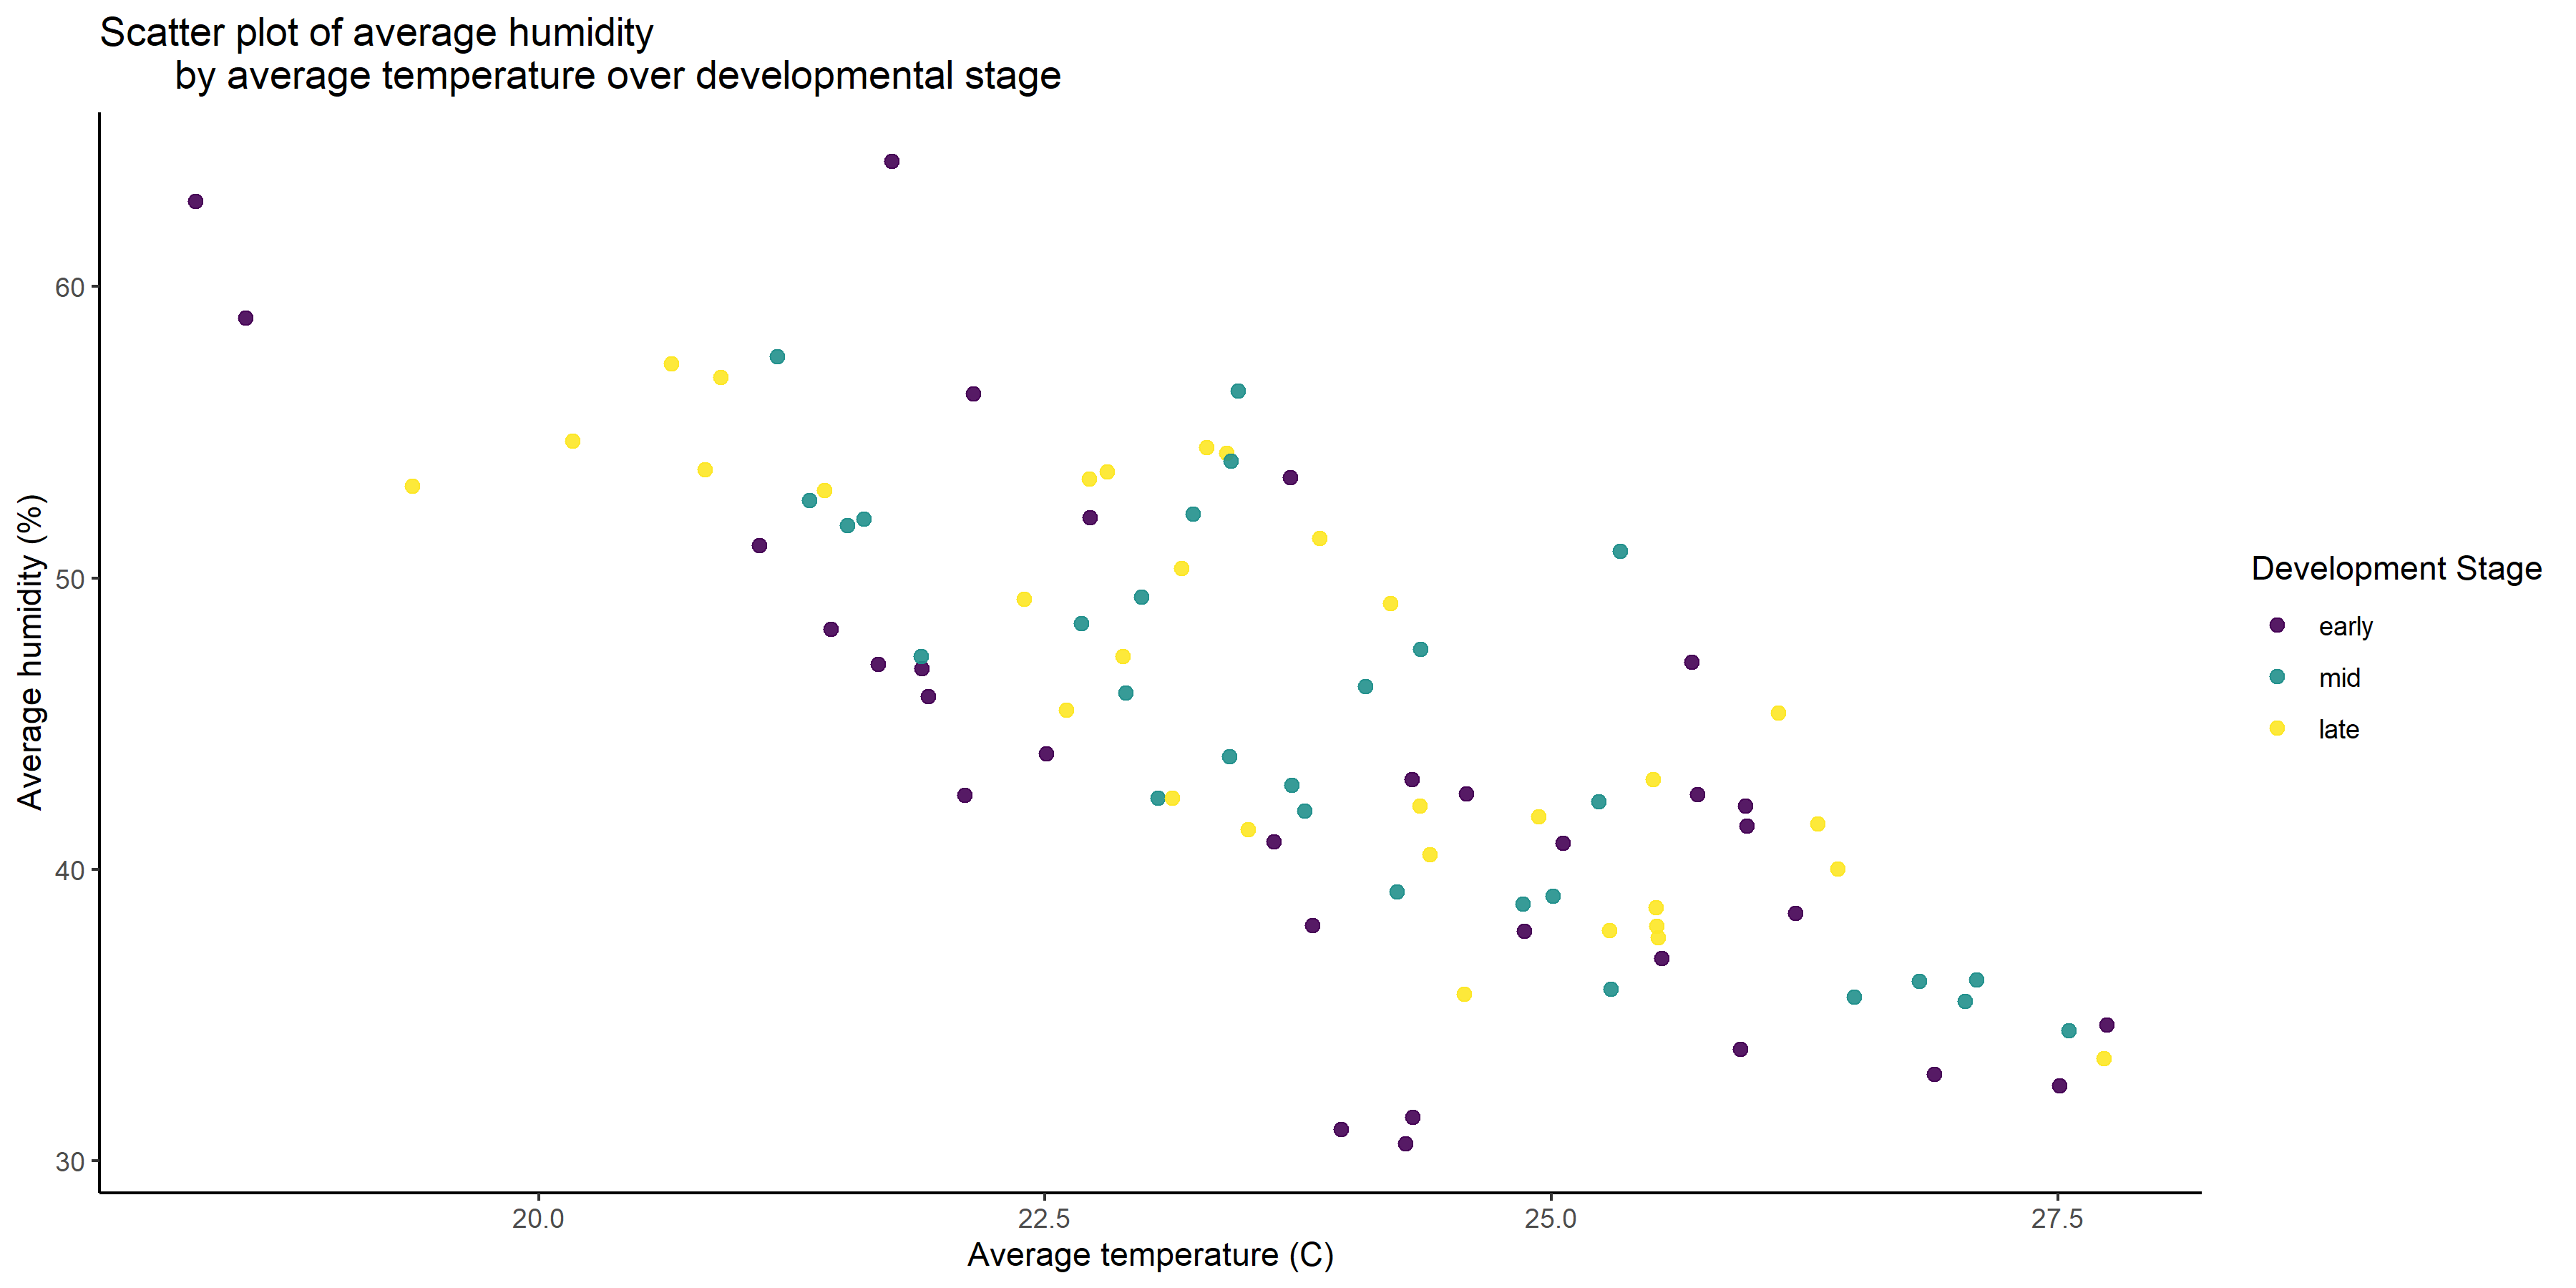 Scatter plot of average humidity
by average temperature over developmental stage
60
50
40
30
Average humidity (%)
20.0 22.5 25.0 27.5
Average temperature (C)
Development Stage
early
mid
late